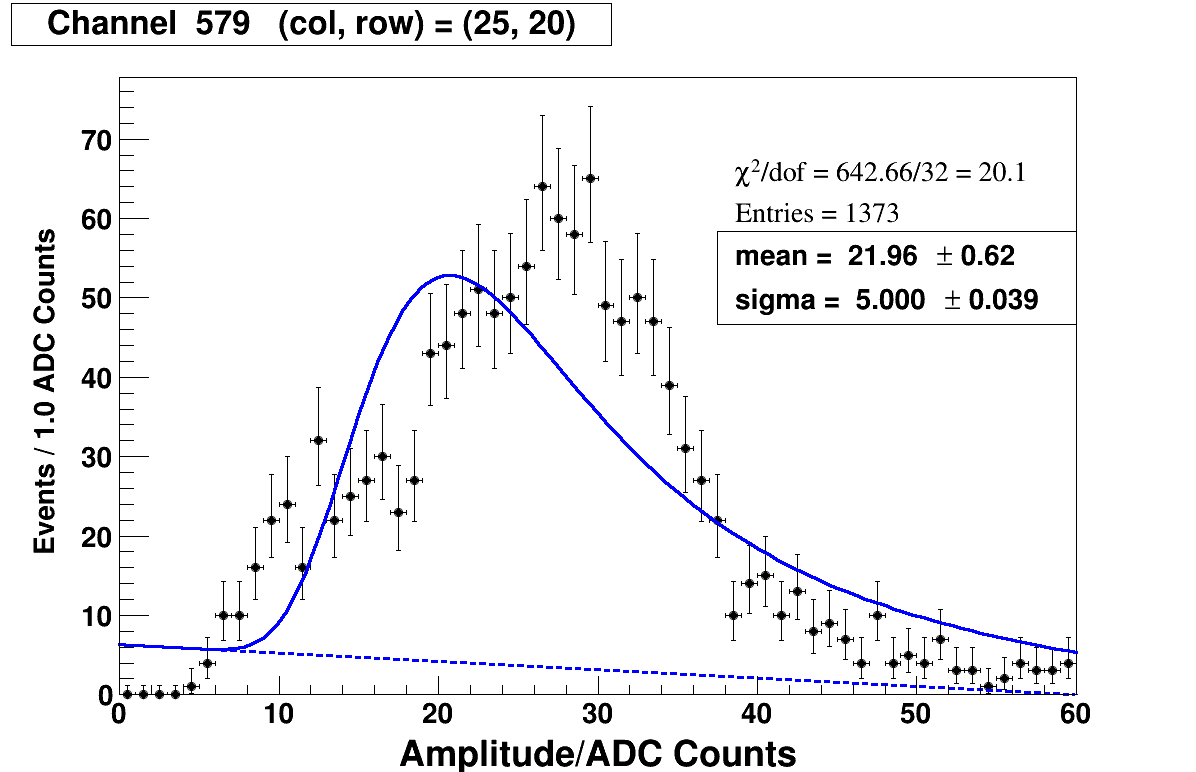 Channel 579 (col, row) = (25, 20)
χ²/dof = 642.66/32 = 20.1
Entries = 1373
mean = 21.96 ± 0.62
sigma = 5.000 ± 0.039
Events / 1.0 ADC Counts
70
60
50
40
30
20
10
0
0 10 20 30 40 50 60
Amplitude/ADC Counts